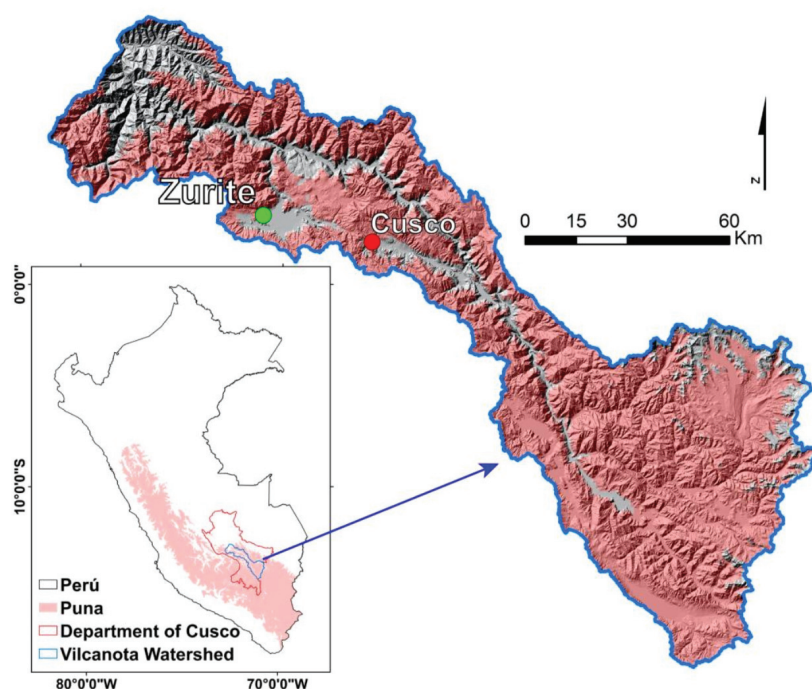 Zurite
Cusco
z
0 15 30 60
Km
0°0'0"
10°0'0"S
Perú
Puna
Department of Cusco
Vilcanota Watershed
80°0'0"W 70°0'0"W